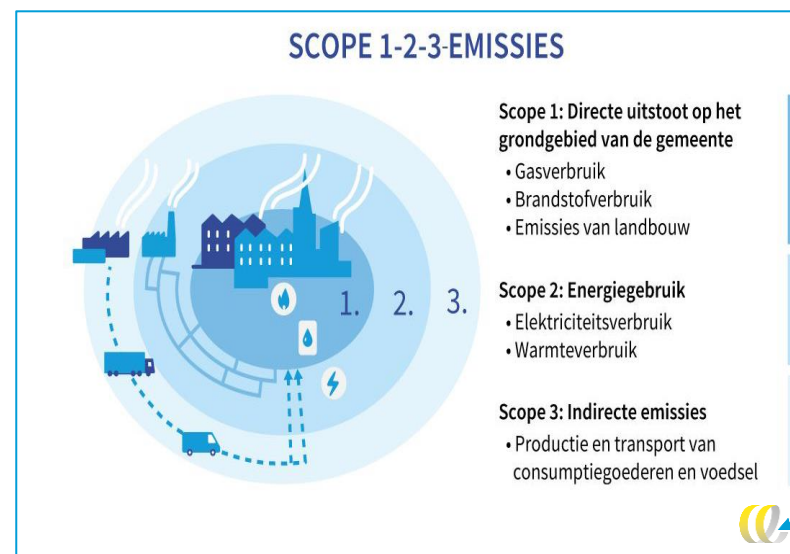 SCOPE 1-2-3-EMISSIES
Scope 1: Directe uitstoot op het
grondgebied van de gemeente
• Gasverbruik
• Brandstofverbruik
• Emissies van landbouw
1. 2. 3.
Scope 2: Energiegebruik
• Elektriciteitsverbruik
• Warmteverbruik
Scope 3: Indirecte emissies
• Productie en transport van
consumptiegoederen en voedsel